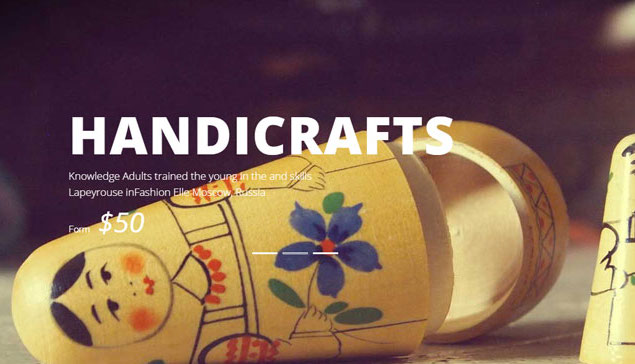 HANDICRAFTS
Knowledge Adults trained the young in the and skills
Lapeyrouse inFashion Elle Moscow, Russia
Form $50